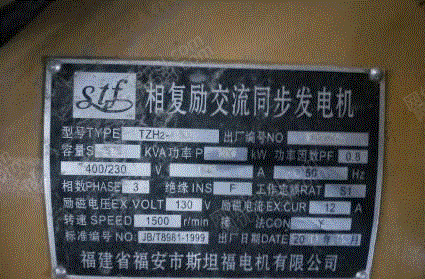 stf 相复励交流同步发电机
型号TYPE TZH2- 出厂编号NO
容量S KVA功率P kW 功率因数PF 0.8
400/230 V 50 HZ
相数PHASE 3 绝缘INS F 工作定额RAT S1
励磁电压EX VOLT 130 V 励磁电流EX.CUR 12 A
转速SPEED 1500 r/min 接法CON
标准编号NO JB/T8981-1999 出厂日期DATE 20 月
福建省福安市斯坦福电机有限公司